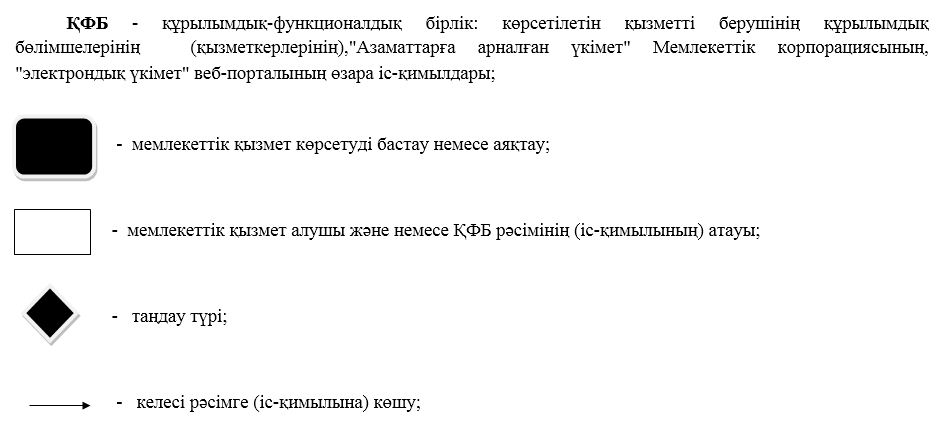 ҚФБ - құрылымдық-функционалдық бірлік: көрсетілетін қызметті берушінің құрылымдық
бөлімшелерінің (қызметкерлерінің),"Азаматтарға арналған үкімет" Мемлекеттік корпорациясының,
"электрондық үкімет" веб-порталының өзара іс-қимылдары;
- мемлекеттік қызмет көрсетуді бастау немесе аяқтау;
- мемлекеттік қызмет алушы және немесе ҚФБ рәсімінің (іс-қимылының) атауы;
- таңдау түрі;
- келесі рәсімге (іс-қимылына) көшу;